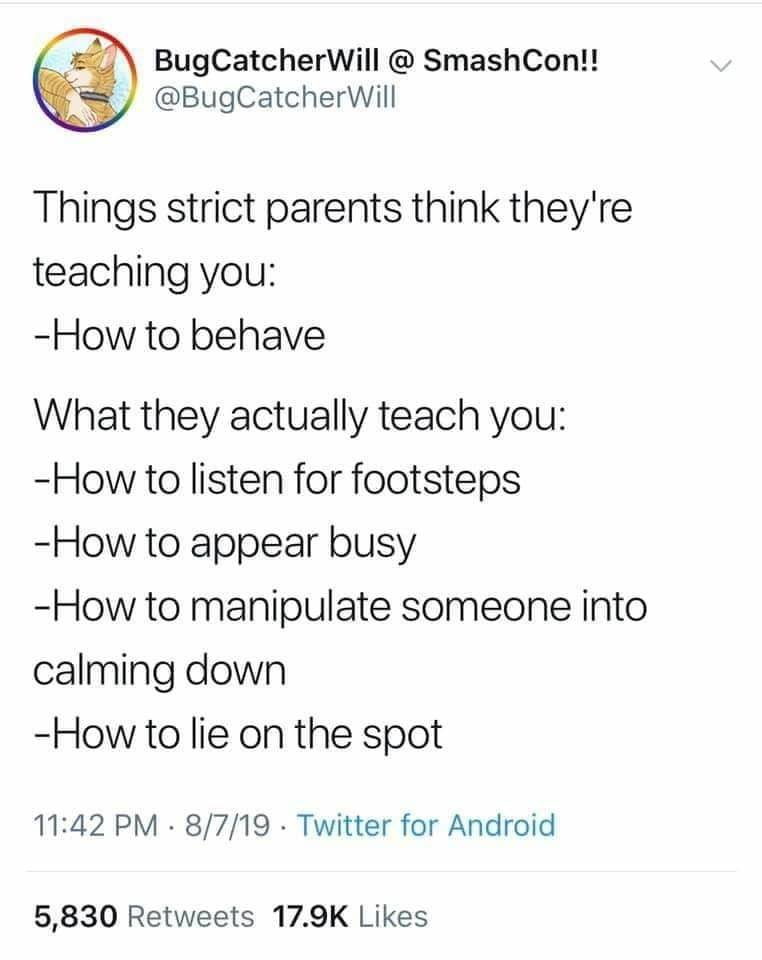 BugCatcherWill @ SmashCon!!
@BugCatcherWill
Things strict parents think they're
teaching you:
-How to behave
What they actually teach you:
-How to listen for footsteps
-How to appear busy
-How to manipulate someone into
calming down
-How to lie on the spot
11:42 PM · 8/7/19 · Twitter for Android
5,830 Retweets 17.9K Likes